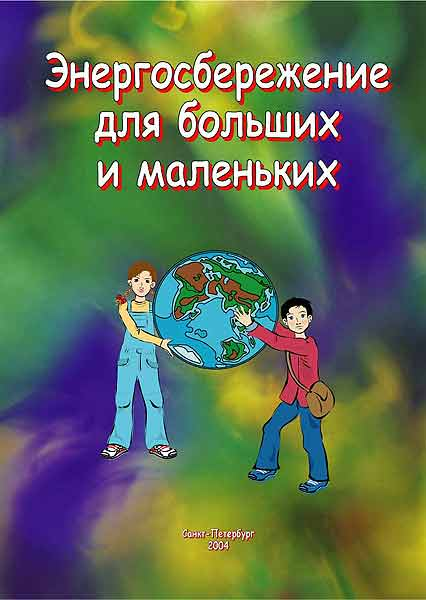 Энергосбережение
для больших
и маленьких
Санкт-Петербург
2004